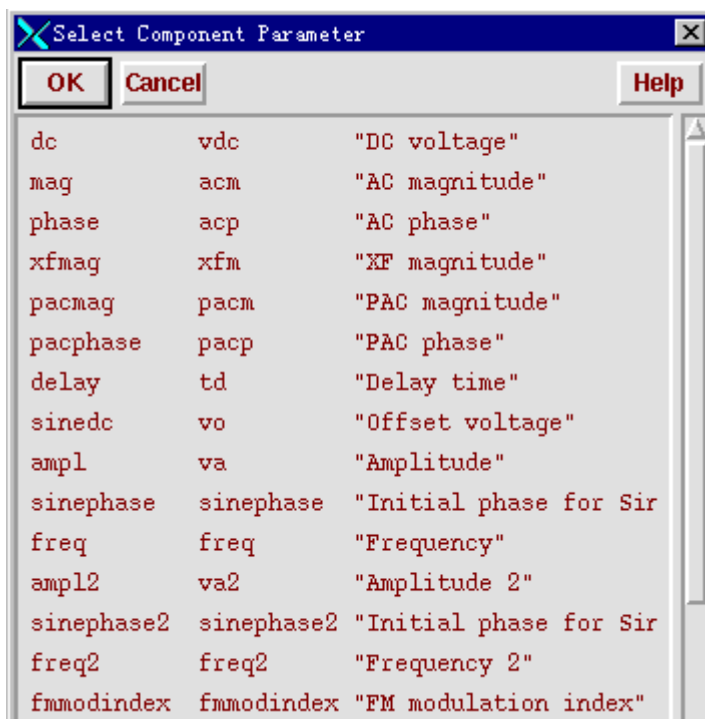 Select Component Parameter
OK Cancel Help
dc vdc "DC voltage"
mag acm "AC magnitude"
phase acp "AC phase"
xfmag xfm "XF magnitude"
pacmag pacm "PAC magnitude"
pacphase pacp "PAC phase"
delay td "Delay time"
sinedc vo "Offset voltage"
ampl va "Amplitude"
sinephase sinephase "Initial phase for Sir
freq freq "Frequency"
ampl2 va2 "Amplitude 2"
sinephase2 sinephase2 "Initial phase for Sir
freq2 freq2 "Frequency 2"
fmmodindex fmmodindex "FM modulation index"